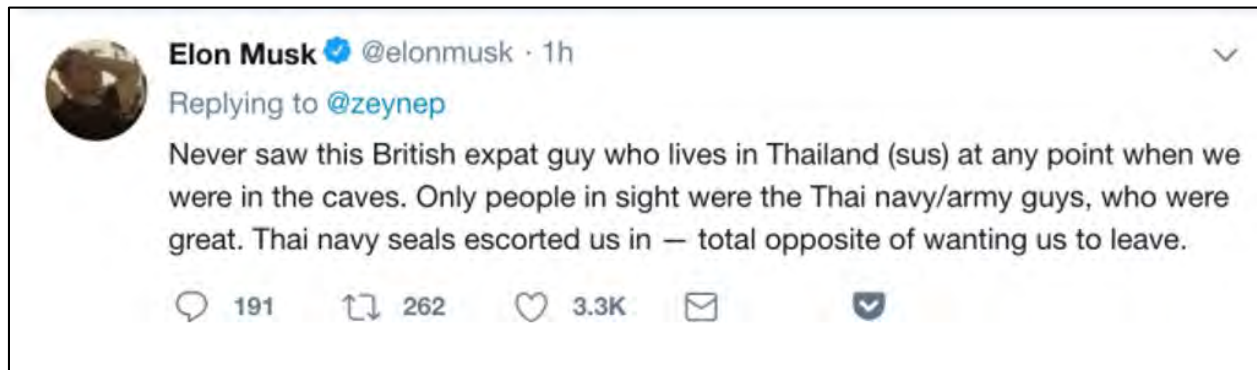 Elon Musk @elonmusk · 1h
Replying to @zeynep
Never saw this British expat guy who lives in Thailand (sus) at any point when we
were in the caves. Only people in sight were the Thai navy/army guys, who were
great. Thai navy seals escorted us in — total opposite of wanting us to leave.
191 262 3.3K